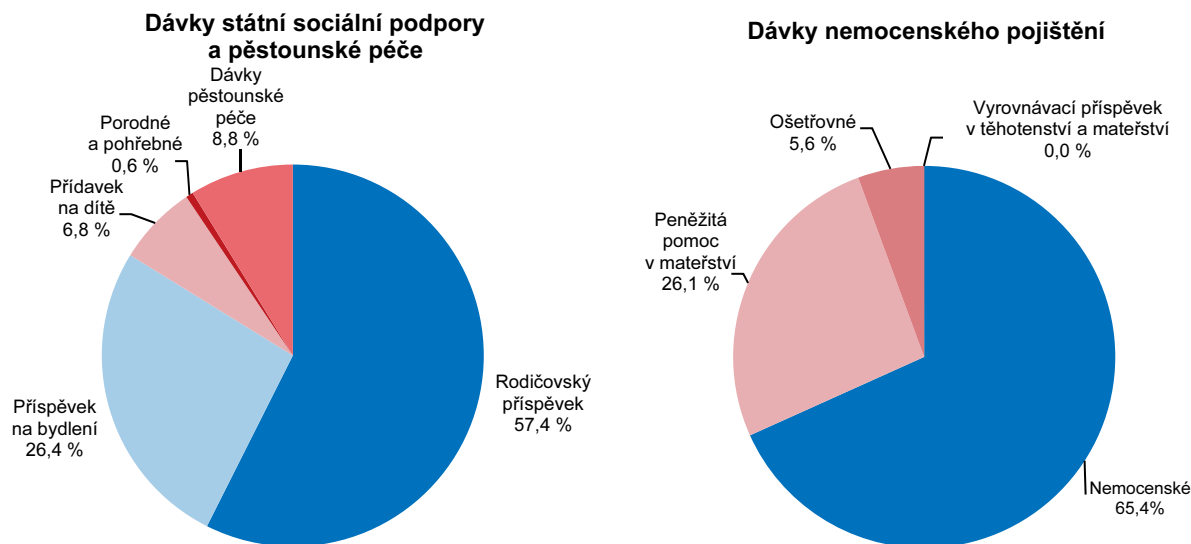 Dávky státní sociální podpory
a pěstounské péče
Dávky
pěstounské
péče
8,8 %
Porodné
a pohřebné
0,6 %
Přídavek
na dítě
6,8 %
Příspěvek
na bydlení
26,4 %
Rodičovský
příspěvek
57,4 %
Dávky nemocenského pojištění
Vyrovnávací příspěvek
v těhotenství a mateřství
0,0 %
Ošetřovné
5,6 %
Peněžitá
pomoc
v mateřství
26,1 %
Nemocenské
65,4%